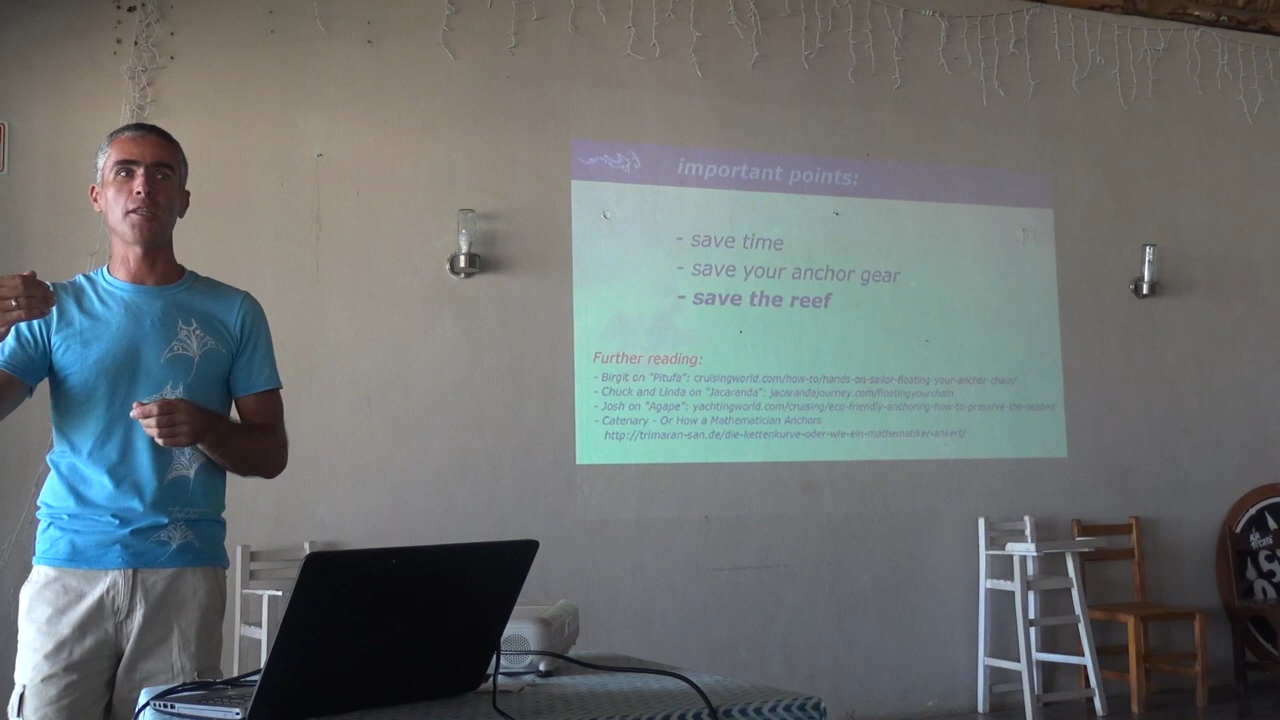 important points:
- save time
- save your anchor gear
- save the reef
Further reading:
- Birgit on "Pitufa": cruisingworld.com/how-to/hands-on-sailor-floating-your-anchor-chain/
- Chuck and Linda on "Jacaranda": jacarandajourney.com/floatingyourchain
- Josh on "Agape": yachtingworld.com/cruising/eco-friendly-anchoring-how-to-preserve-the-seabed
- Catenary - Or How a Mathematician Anchors
http://trimaran-san.de/die-kettenkurve-oder-wie-ein-mathematiker-ankert/